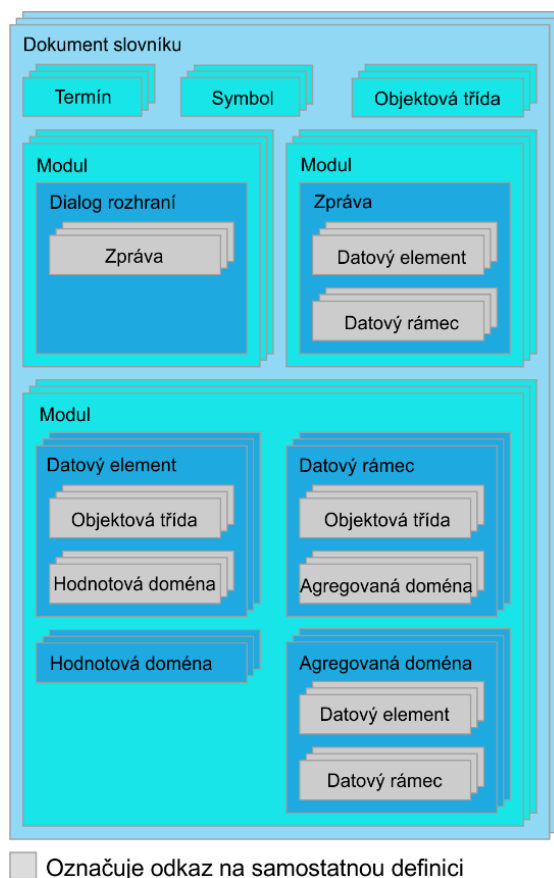 Dokument slovníku
Termín
Symbol
Objektová třída
Modul
Dialog rozhraní
Zpráva
Modul
Zpráva
Datový element
Datový rámec
Modul
Datový element
Objektová třída
Hodnotová doména
Hodnotová doména
Datový rámec
Objektová třída
Agregovaná doména
Agregovaná doména
Datový element
Datový rámec
Označuje odkaz na samostatnou definici